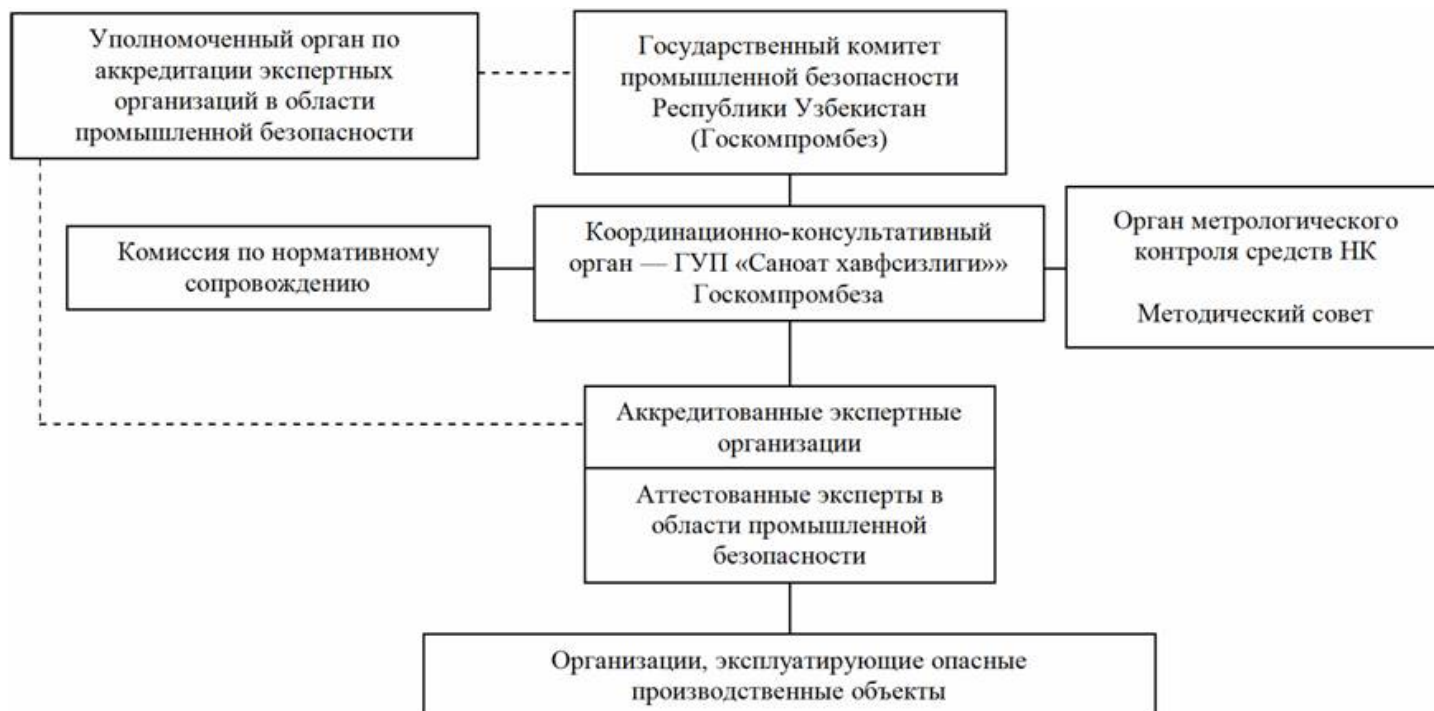 Уполномоченный орган по
аккредитации экспертных
организаций в области
промышленной безопасности
Государственный комитет
промышленной безопасности
Республики Узбекистан
(Госкомпромбез)
Комиссия по нормативному
сопровождению
Координационно-консультативный
орган — ГУП «Саноат хавфсизлиги»»
Госкомпромбеза
Орган метрологического
контроля средств НК
Методический совет
Аккредитованные экспертные
организации
Аттестованные эксперты в
области промышленной
безопасности
Организации, эксплуатирующие опасные
производственные объекты